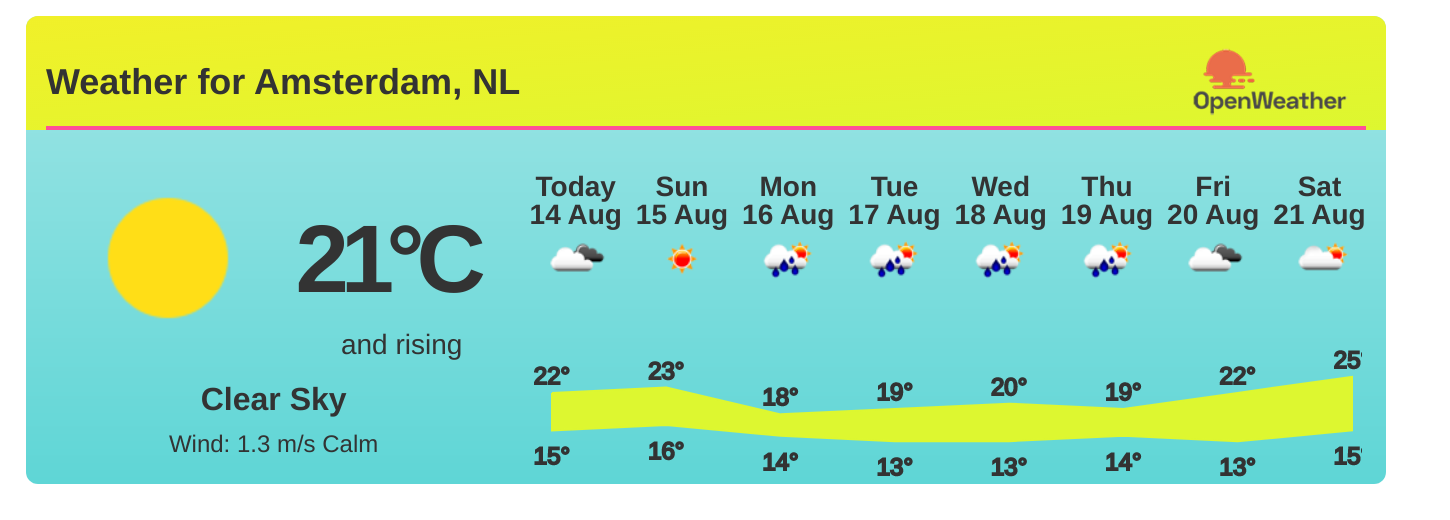 Weather for Amsterdam, NL
OpenWeather
21°C
and rising
Clear Sky
Wind: 1.3 m/s Calm
Today Sun Mon Tue Wed Thu Fri Sat
14 Aug 15 Aug 16 Aug 17 Aug 18 Aug 19 Aug 20 Aug 21 Aug
22° 23° 18° 19° 20° 19° 22° 25°
15° 16° 14° 13° 13° 14° 13° 15°